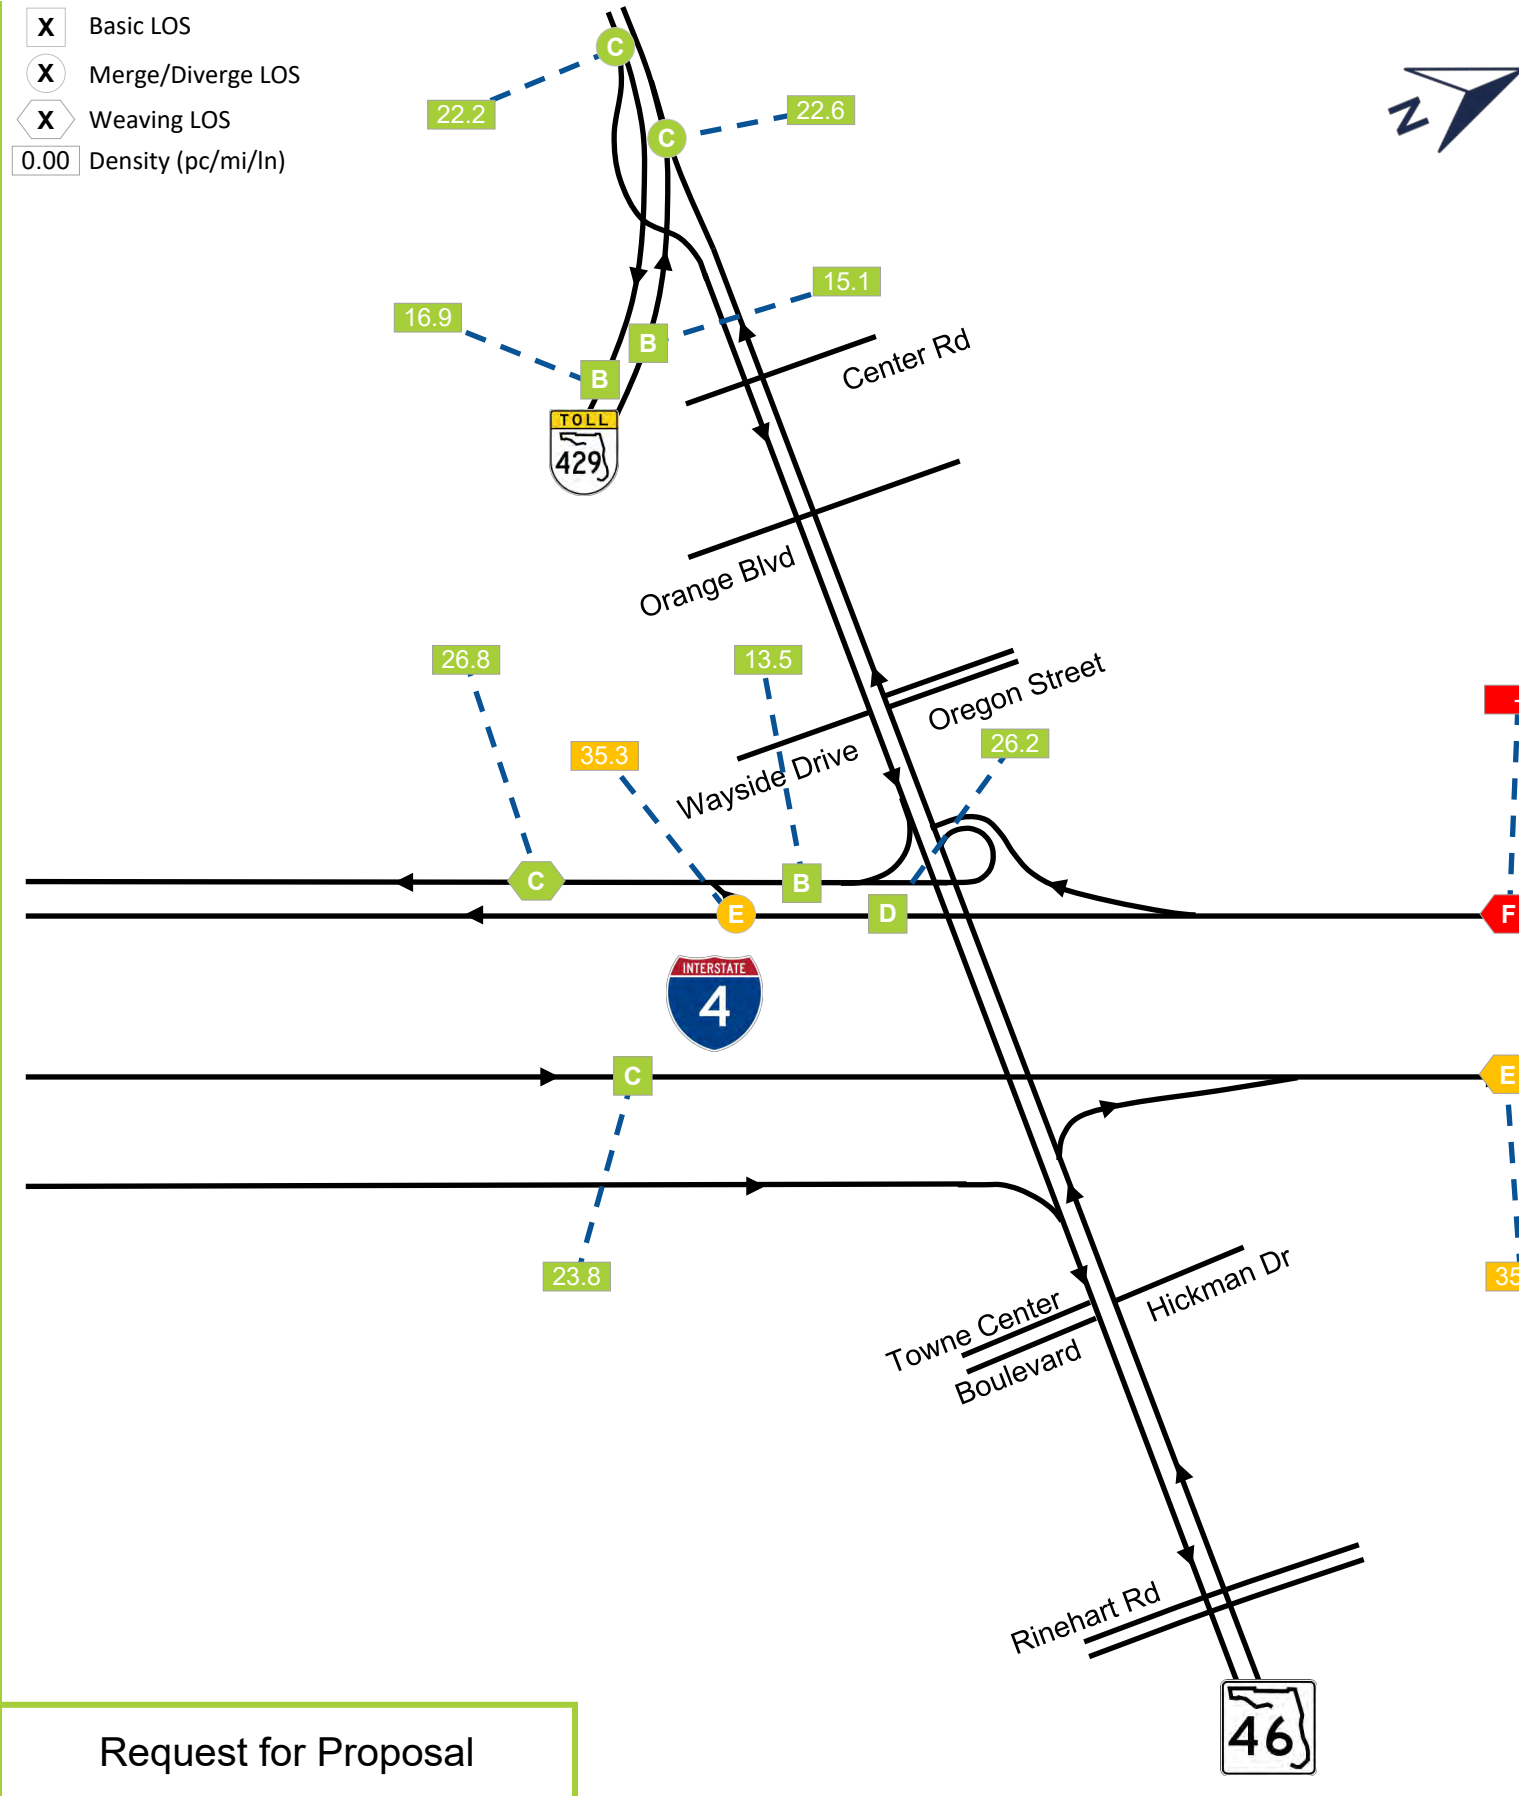 X Basic LOS
X Merge/Diverge LOS
X Weaving LOS
0.00 Density (pc/mi/ln)
C
22.2
22.6
C
N
15.1
16.9
B
B
TOLL
429
Center Rd
Orange Blvd
26.8
13.5
Oregon Street
26.2
35.3
Wayside Drive
C
B
E
D
F
INTERSTATE
4
C
E
23.8
35
Hickman Dr
Towne Center
Boulevard
Rinehart Rd
46
Request for Proposal